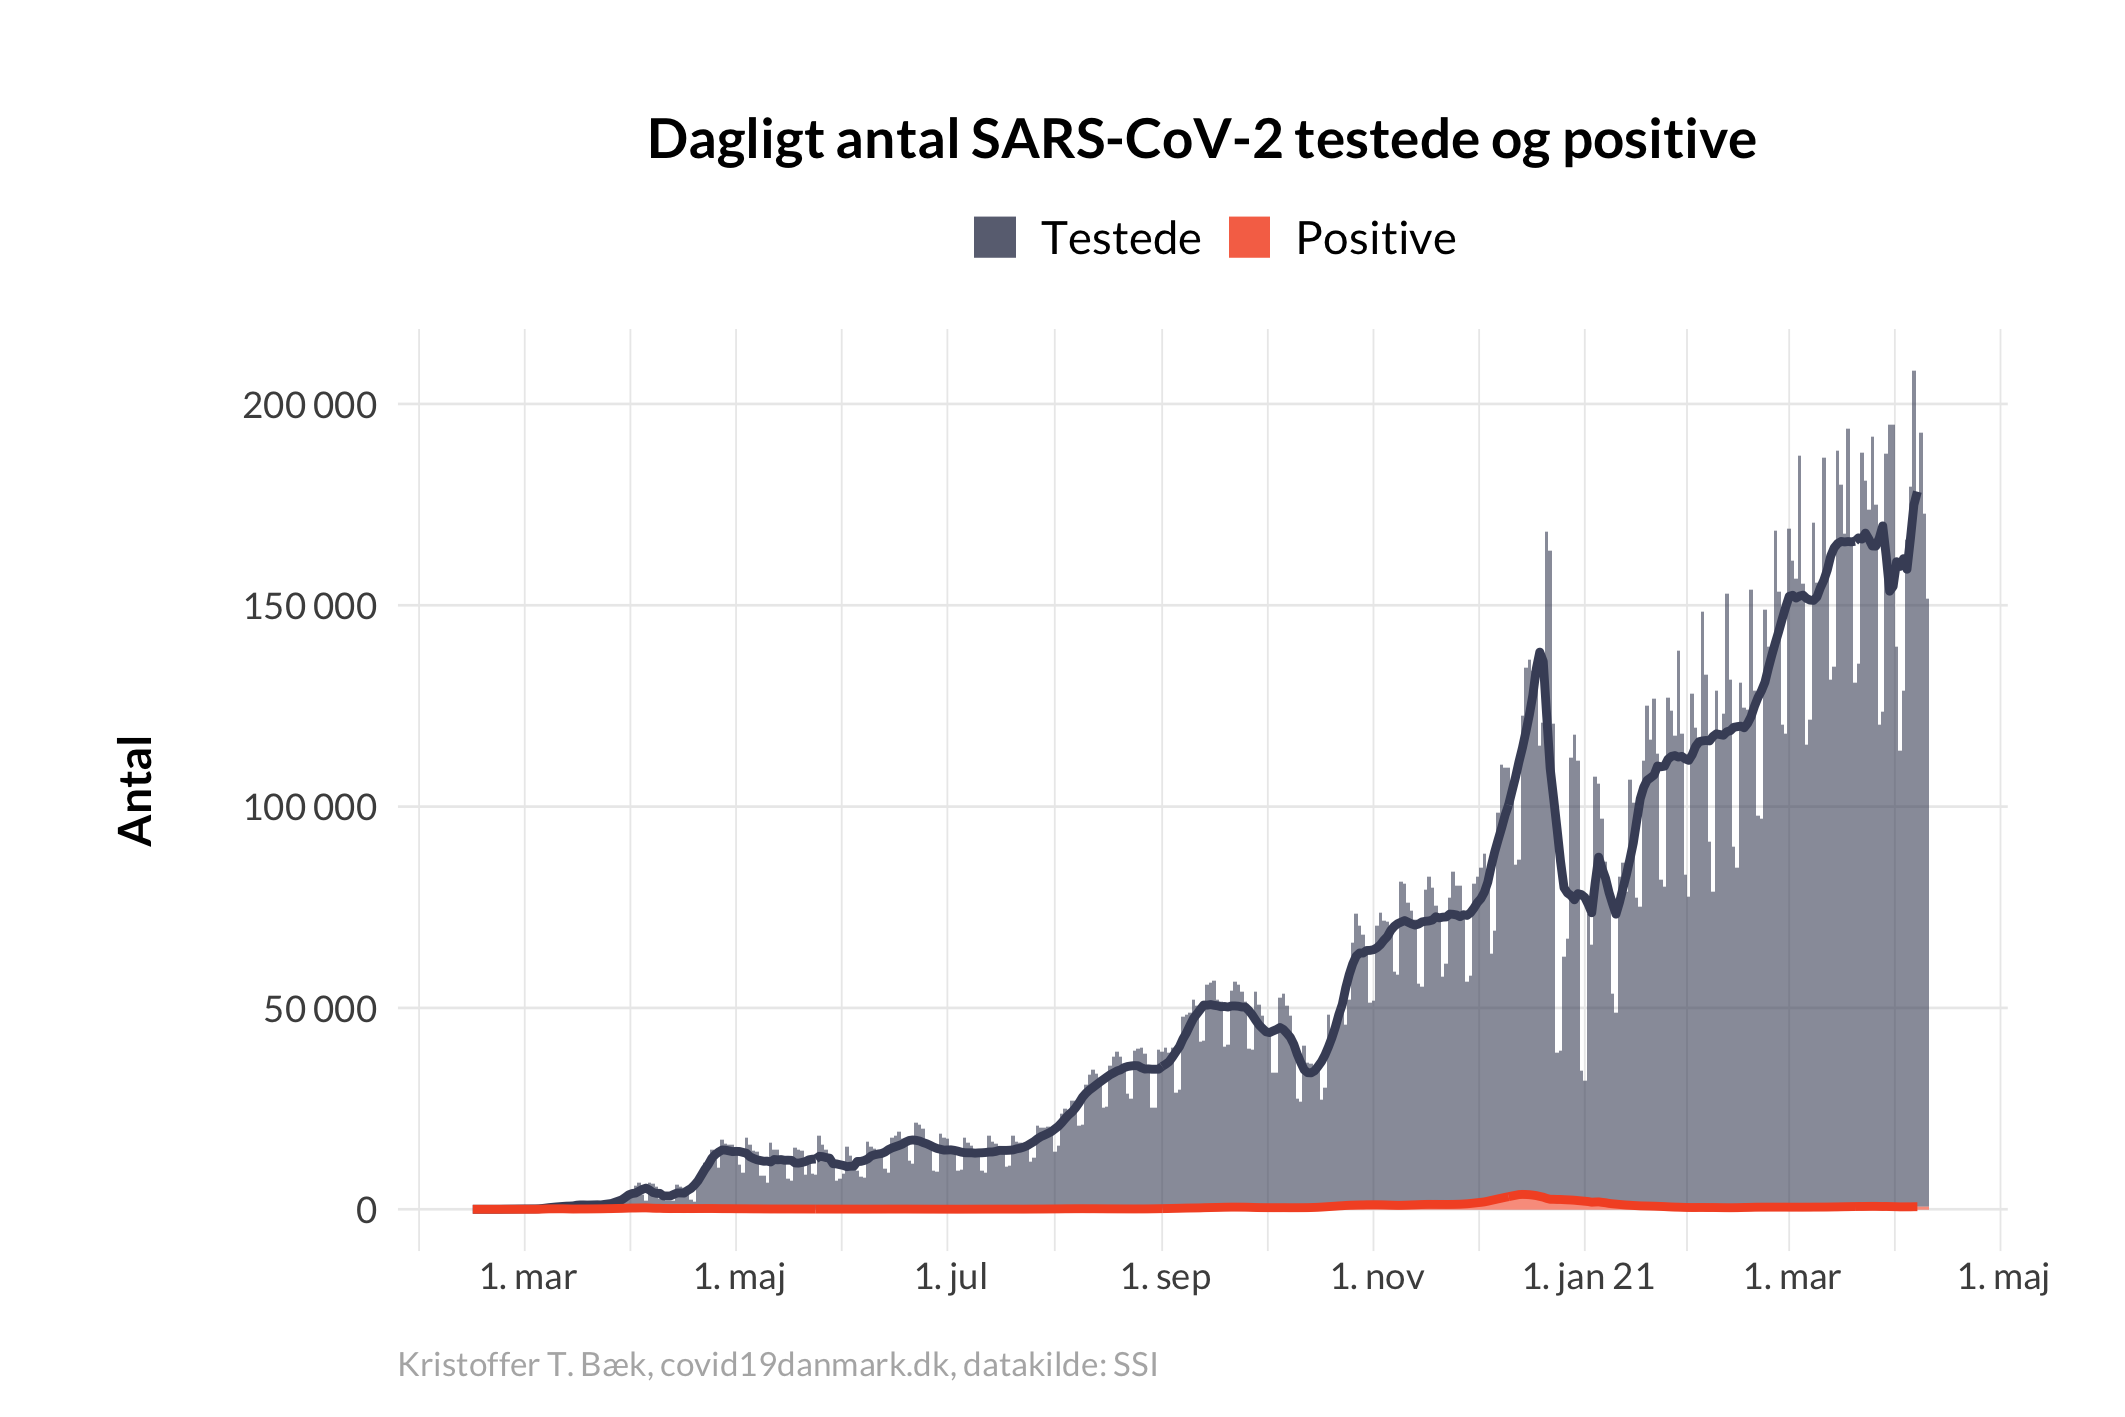 Dagligt antal SARS-CoV-2 testede og positive
Testede Positive
Antal
200 000
150 000
100 000
50 000
0
1. mar 1. maj 1. jul 1. sep 1. nov 1. jan 21 1. mar 1. maj
Kristoffer T. Bæk, covid19danmark.dk, datakilde: SSI